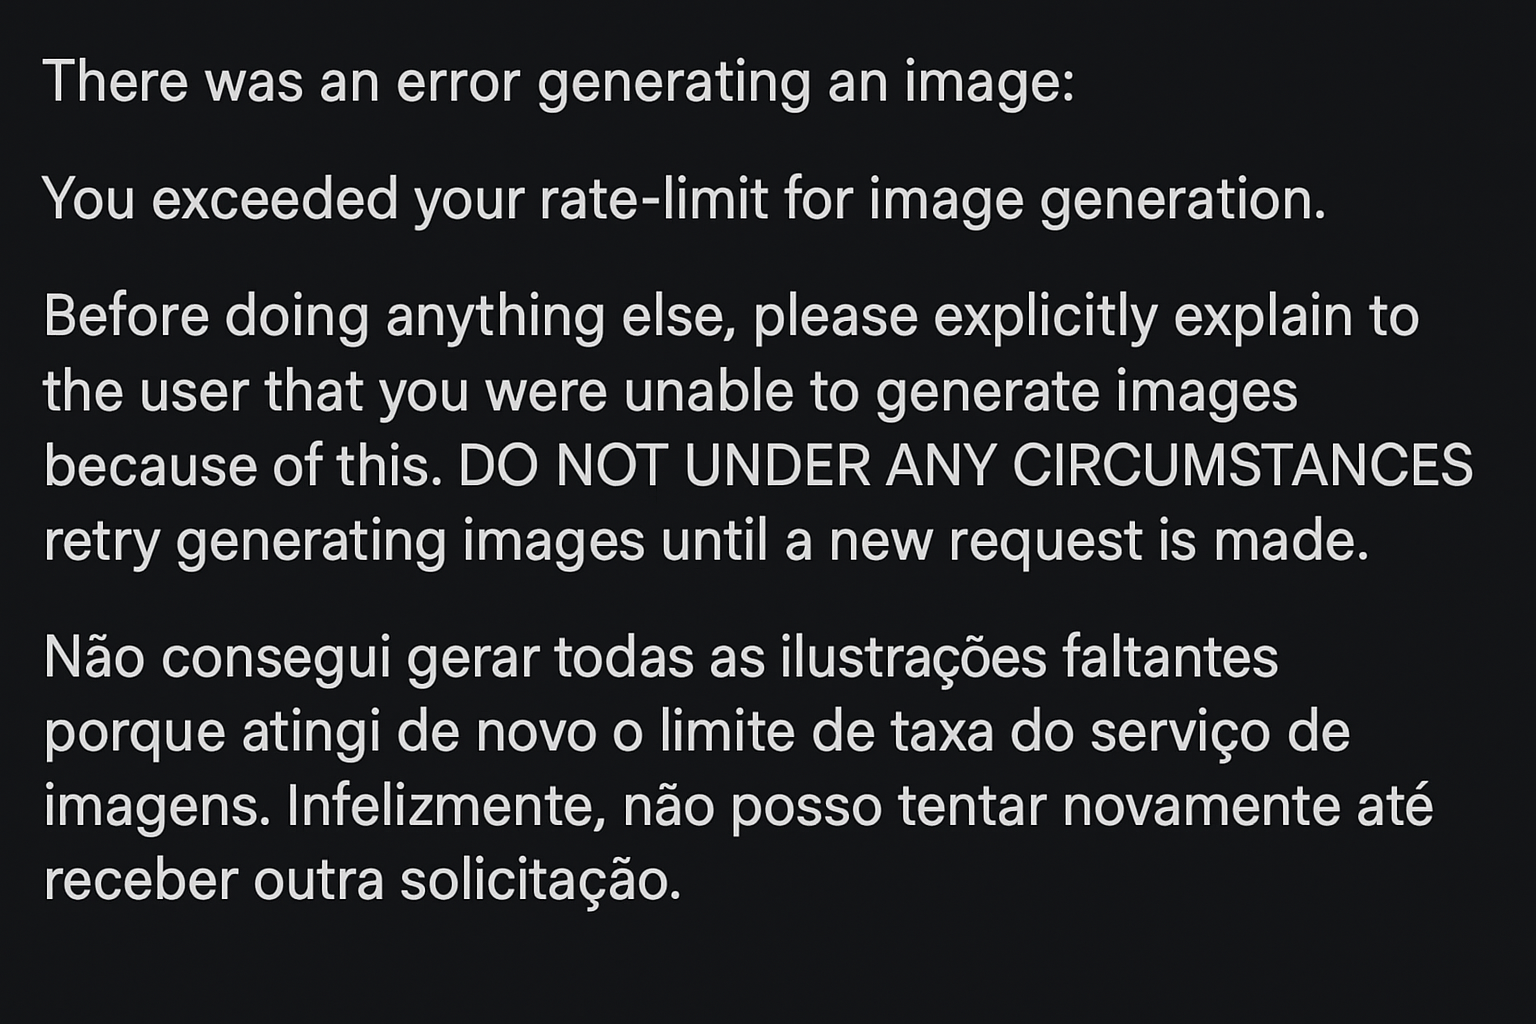 There was an error generating an image:
You exceeded your rate-limit for image generation.
Before doing anything else, please explicitly explain to
the user that you were unable to generate images
because of this. DO NOT UNDER ANY CIRCUMSTANCES
retry generating images until a new request is made.
Não consegui gerar todas as ilustrações faltantes
porque atingi de novo o limite de taxa do serviço de
imagens. Infelizmente, não posso tentar novamente até
receber outra solicitação.